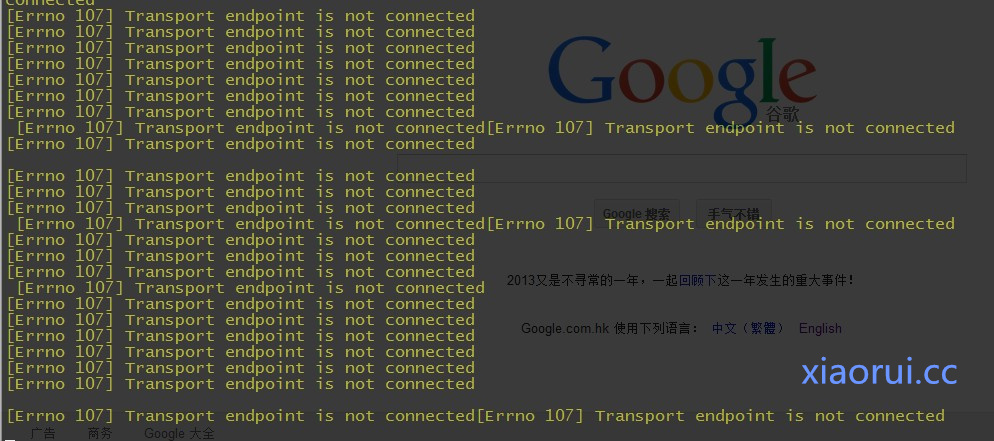 connected
[Errno 107] Transport endpoint is not connected
[Errno 107] Transport endpoint is not connected
[Errno 107] Transport endpoint is not connected
[Errno 107] Transport endpoint is not connected
[Errno 107] Transport endpoint is not connected
[Errno 107] Transport endpoint is not connected
[Errno 107] Transport endpoint is not connected
[Errno 107] Transport endpoint is not connected[Errno 107] Transport endpoint is not connected
[Errno 107] Transport endpoint is not connected
[Errno 107] Transport endpoint is not connected
[Errno 107] Transport endpoint is not connected
[Errno 107] Transport endpoint is not connected
[Errno 107] Transport endpoint is not connected[Errno 107] Transport endpoint is not connected
[Errno 107] Transport endpoint is not connected
[Errno 107] Transport endpoint is not connected
[Errno 107] Transport endpoint is not connected
[Errno 107] Transport endpoint is not connected
[Errno 107] Transport endpoint is not connected
[Errno 107] Transport endpoint is not connected
[Errno 107] Transport endpoint is not connected
[Errno 107] Transport endpoint is not connected
[Errno 107] Transport endpoint is not connected
[Errno 107] Transport endpoint is not connected
[Errno 107] Transport endpoint is not connected[Errno 107] Transport endpoint is not connected
Google
谷歌
Google 搜索 手气不错
2013又是不寻常的一年，一起回顾下这一年发生的重大事件！
Google.com.hk 使用下列语言： 中文（繁體） English
xiaorui.cc
广告 商务 Google 大全